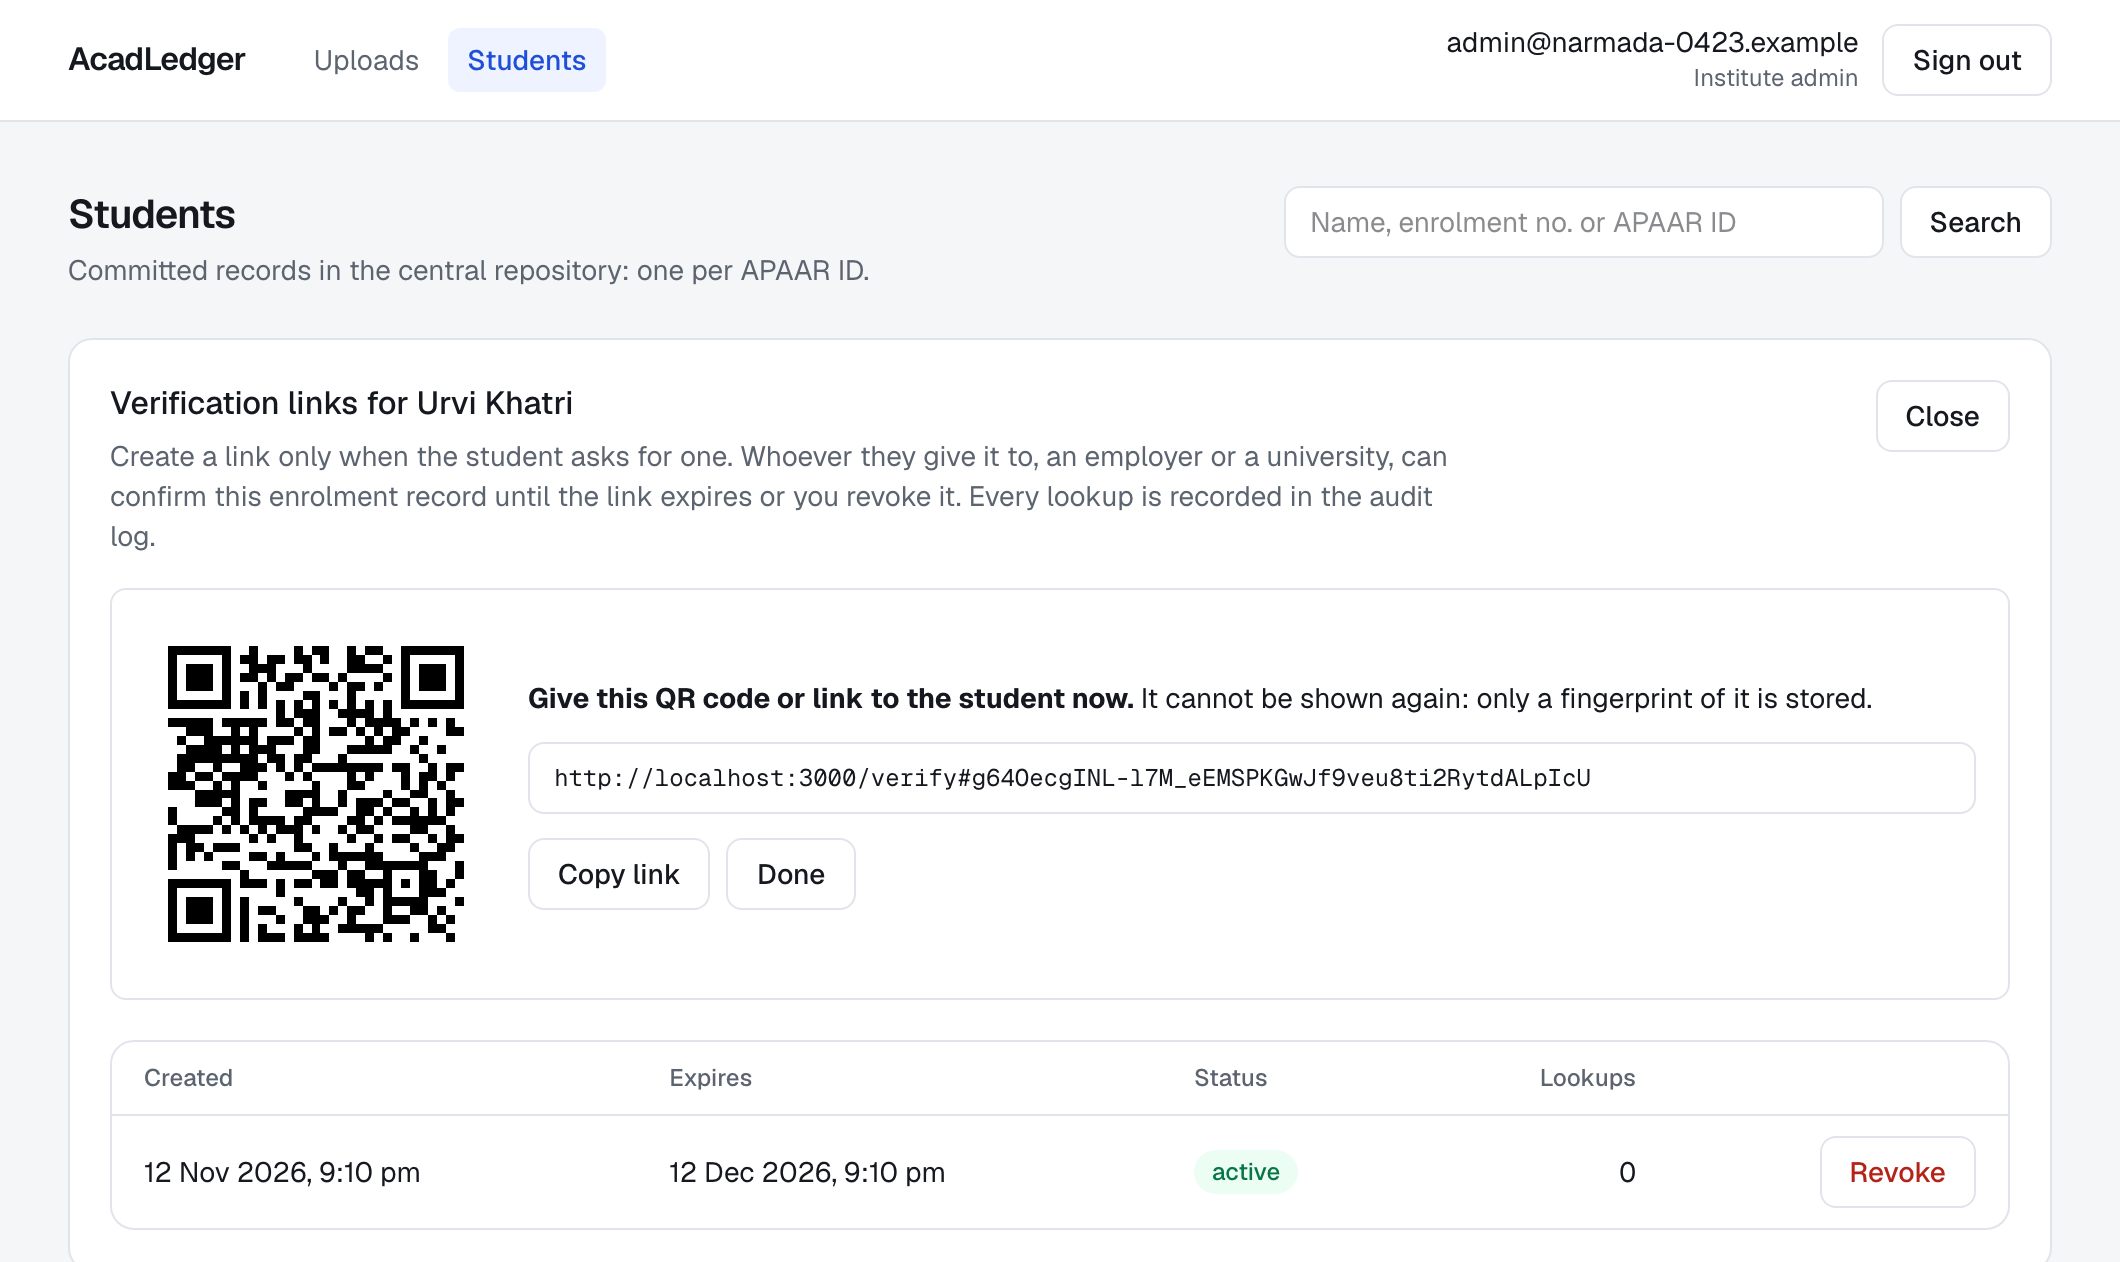 AcadLedger
Uploads
Students
admin@narmada-0423.example
Institute admin
Sign out
Students
Committed records in the central repository: one per APAAR ID.
Name, enrolment no. or APAAR ID
Search
Verification links for Urvi Khatri
Close
Create a link only when the student asks for one. Whoever they give it to, an employer or a university, can
confirm this enrolment record until the link expires or you revoke it. Every lookup is recorded in the audit
log.
Give this QR code or link to the student now. It cannot be shown again: only a fingerprint of it is stored.
http://localhost:3000/verify#g64OecgINL-l7M_eEMSPKGwJf9veu8ti2RytdALpIcU
Copy link
Done
Created Expires Status Lookups
12 Nov 2026, 9:10 pm 12 Dec 2026, 9:10 pm active 0 Revoke